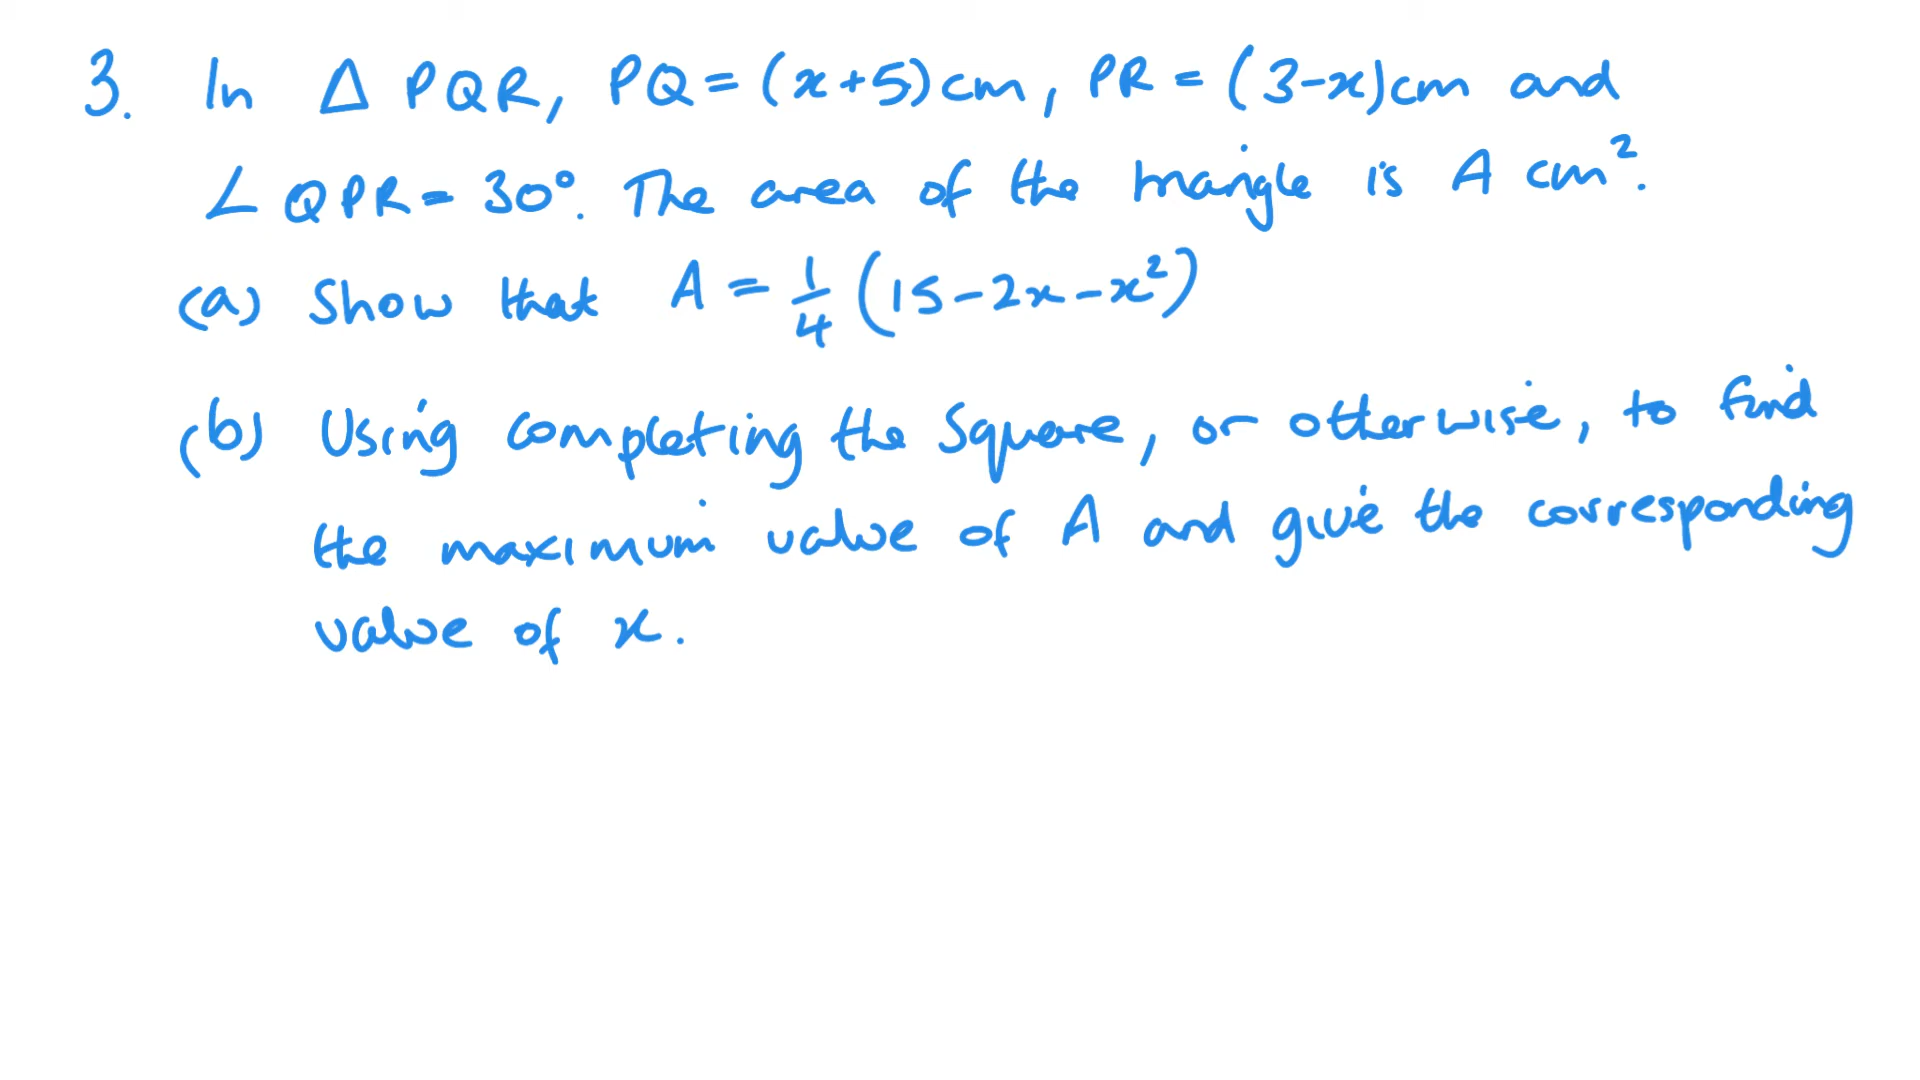 3. In △ PQR, PQ = (x+5)cm, PR = (3-x)cm and
∠ QPR = 30°. The area of the triangle is A cm².
(a) Show that A = 1/4 (15-2x-x²)
(b) Using completing the square, or otherwise, to find
the maximum value of A and give the corresponding
value of x.